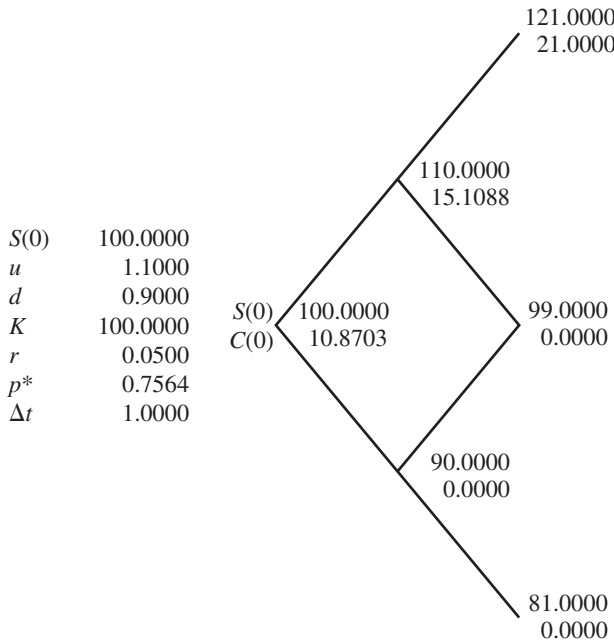 121.0000
21.0000
110.0000
15.1088
S(0) 100.0000
u 1.1000
d 0.9000
K 100.0000
r 0.0500
p* 0.7564
Δt 1.0000
S(0) 100.0000
C(0) 10.8703
99.0000
0.0000
90.0000
0.0000
81.0000
0.0000